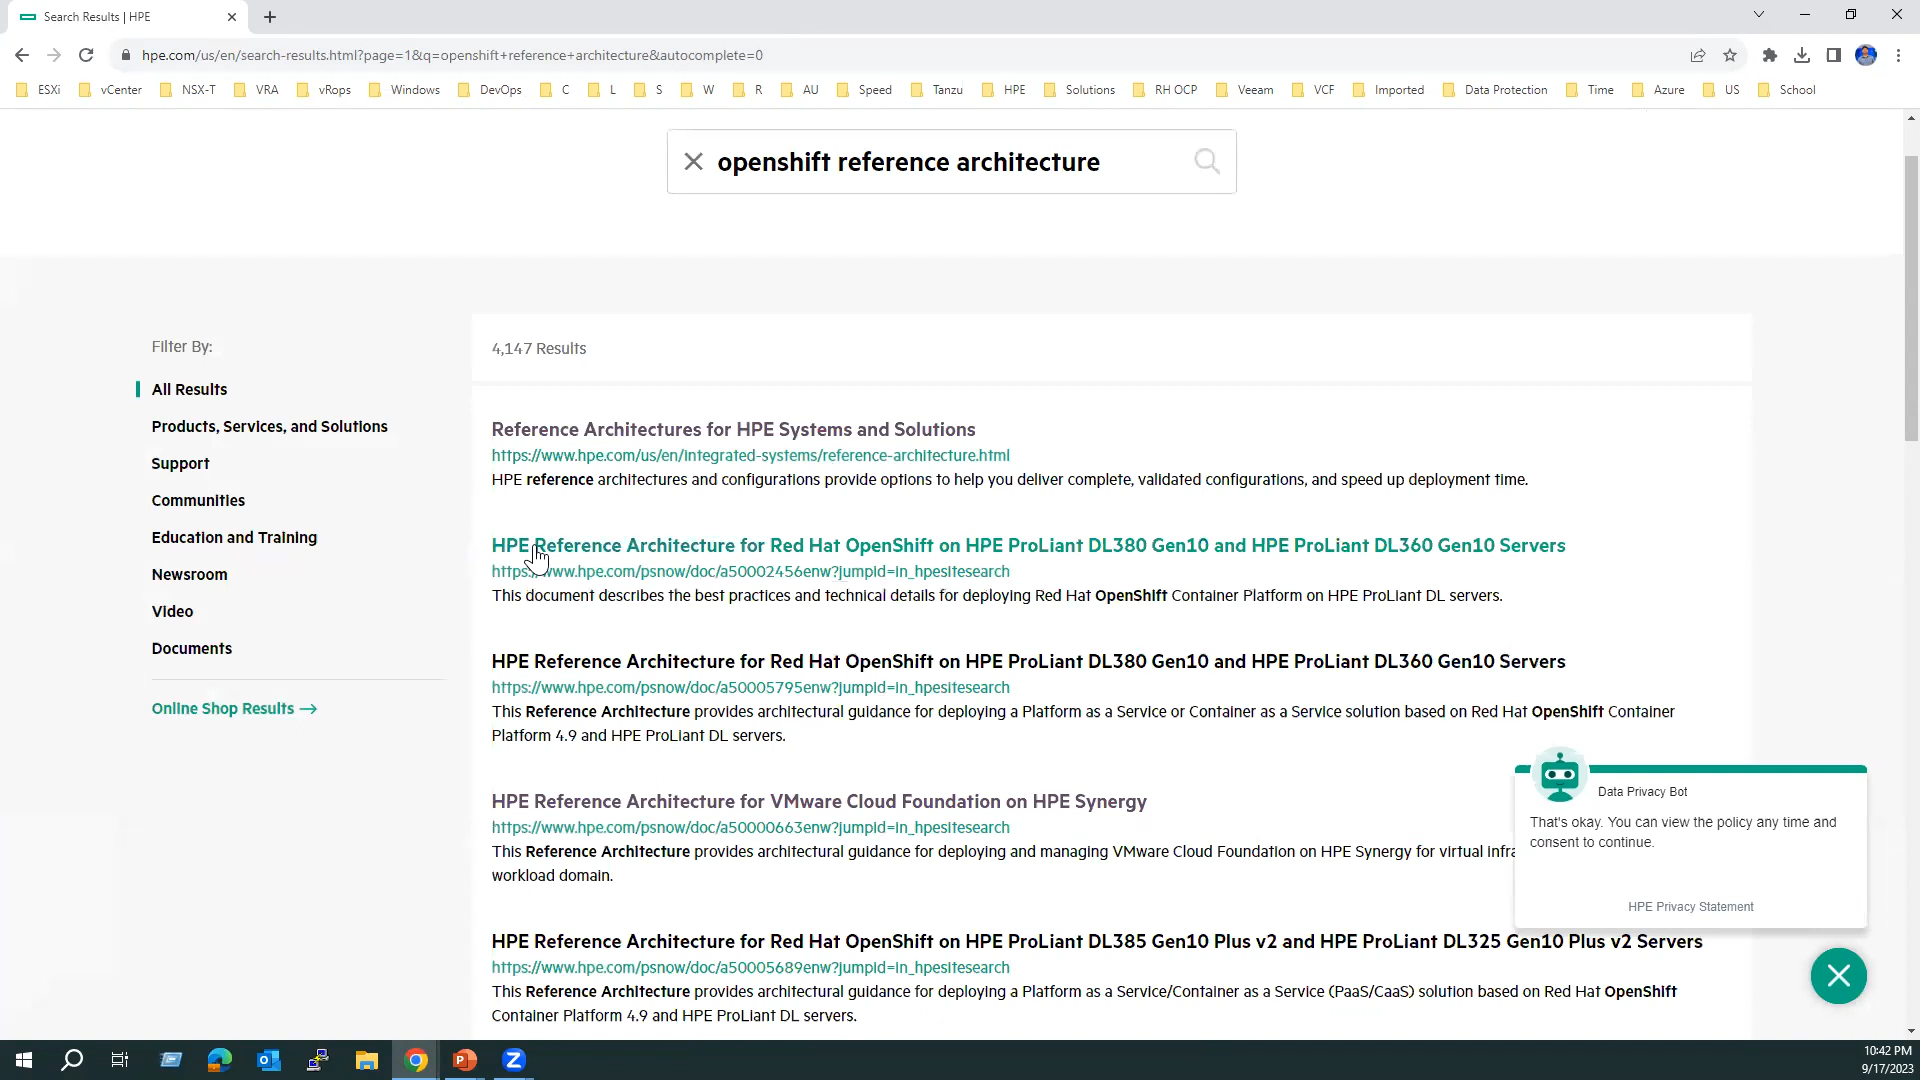 Search Results | HPE
hpe.com/us/en/search-results.html?page=1&q=openshift+reference+architecture&autocomplete=0
ESXi vCenter NSX-T VRA vRops Windows DevOps C L S W R AU Speed Tanzu HPE Solutions RH OCP Veeam VCF Imported Data Protection Time Azure US School
openshift reference architecture
Filter By:
All Results
Products, Services, and Solutions
Support
Communities
Education and Training
Newsroom
Video
Documents
Online Shop Results
4,147 Results
Reference Architectures for HPE Systems and Solutions
https://www.hpe.com/us/en/integrated-systems/reference-architecture.html
HPE reference architectures and configurations provide options to help you deliver complete, validated configurations, and speed up deployment time.
HPE Reference Architecture for Red Hat OpenShift on HPE ProLiant DL380 Gen10 and HPE ProLiant DL360 Gen10 Servers
https://www.hpe.com/psnow/doc/a50002456enw?jumpid=in_hpesitesearch
This document describes the best practices and technical details for deploying Red Hat OpenShift Container Platform on HPE ProLiant DL servers.
HPE Reference Architecture for Red Hat OpenShift on HPE ProLiant DL380 Gen10 and HPE ProLiant DL360 Gen10 Servers
https://www.hpe.com/psnow/doc/a50005795enw?jumpid=in_hpesitesearch
This Reference Architecture provides architectural guidance for deploying a Platform as a Service or Container as a Service solution based on Red Hat OpenShift Container
Platform 4.9 and HPE ProLiant DL servers.
HPE Reference Architecture for VMware Cloud Foundation on HPE Synergy
https://www.hpe.com/psnow/doc/a50000663enw?jumpid=in_hpesitesearch
This Reference Architecture provides architectural guidance for deploying and managing VMware Cloud Foundation on HPE Synergy for virtual infra
workload domain.
HPE Reference Architecture for Red Hat OpenShift on HPE ProLiant DL385 Gen10 Plus v2 and HPE ProLiant DL325 Gen10 Plus v2 Servers
https://www.hpe.com/psnow/doc/a50005689enw?jumpid=in_hpesitesearch
This Reference Architecture provides architectural guidance for deploying a Platform as a Service/Container as a Service (PaaS/CaaS) solution based on Red Hat OpenShift
Container Platform 4.9 and HPE ProLiant DL servers.
Data Privacy Bot
That's okay. You can view the policy any time and
consent to continue.
HPE Privacy Statement
10:42 PM
9/17/2023